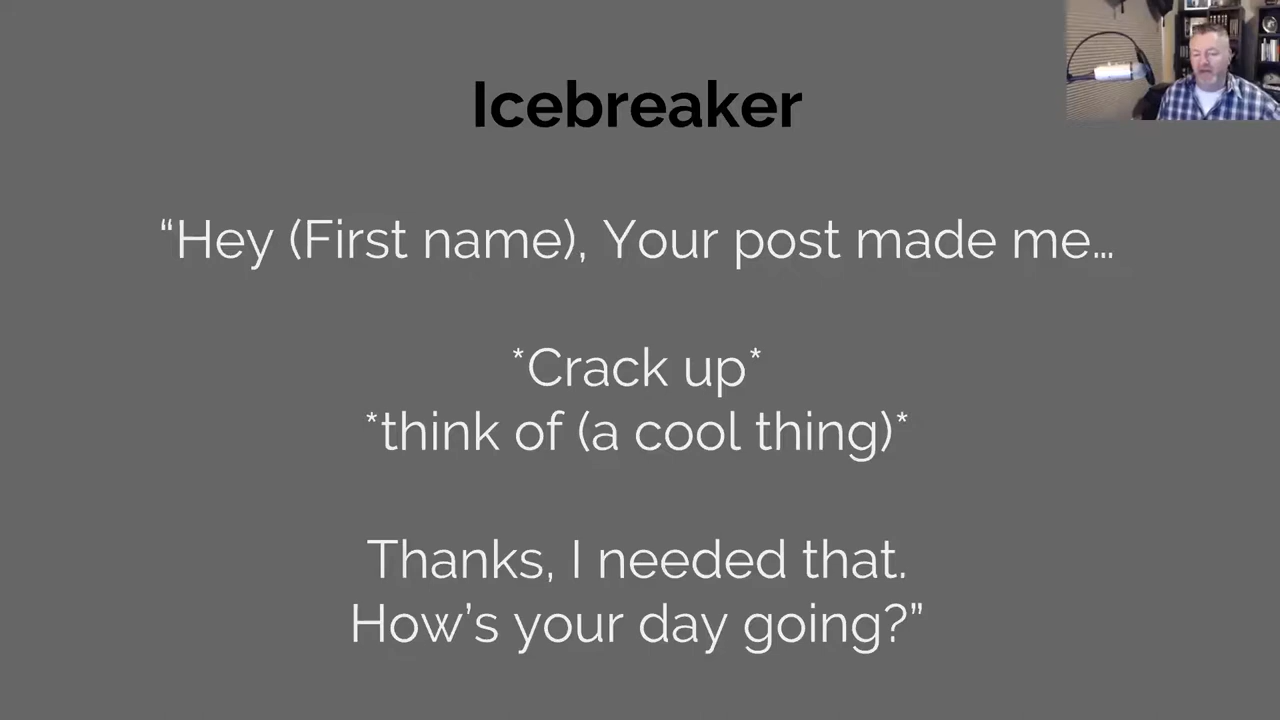 Icebreaker
“Hey (First name), Your post made me…
*Crack up*
*think of (a cool thing)*
Thanks, I needed that.
How’s your day going?”